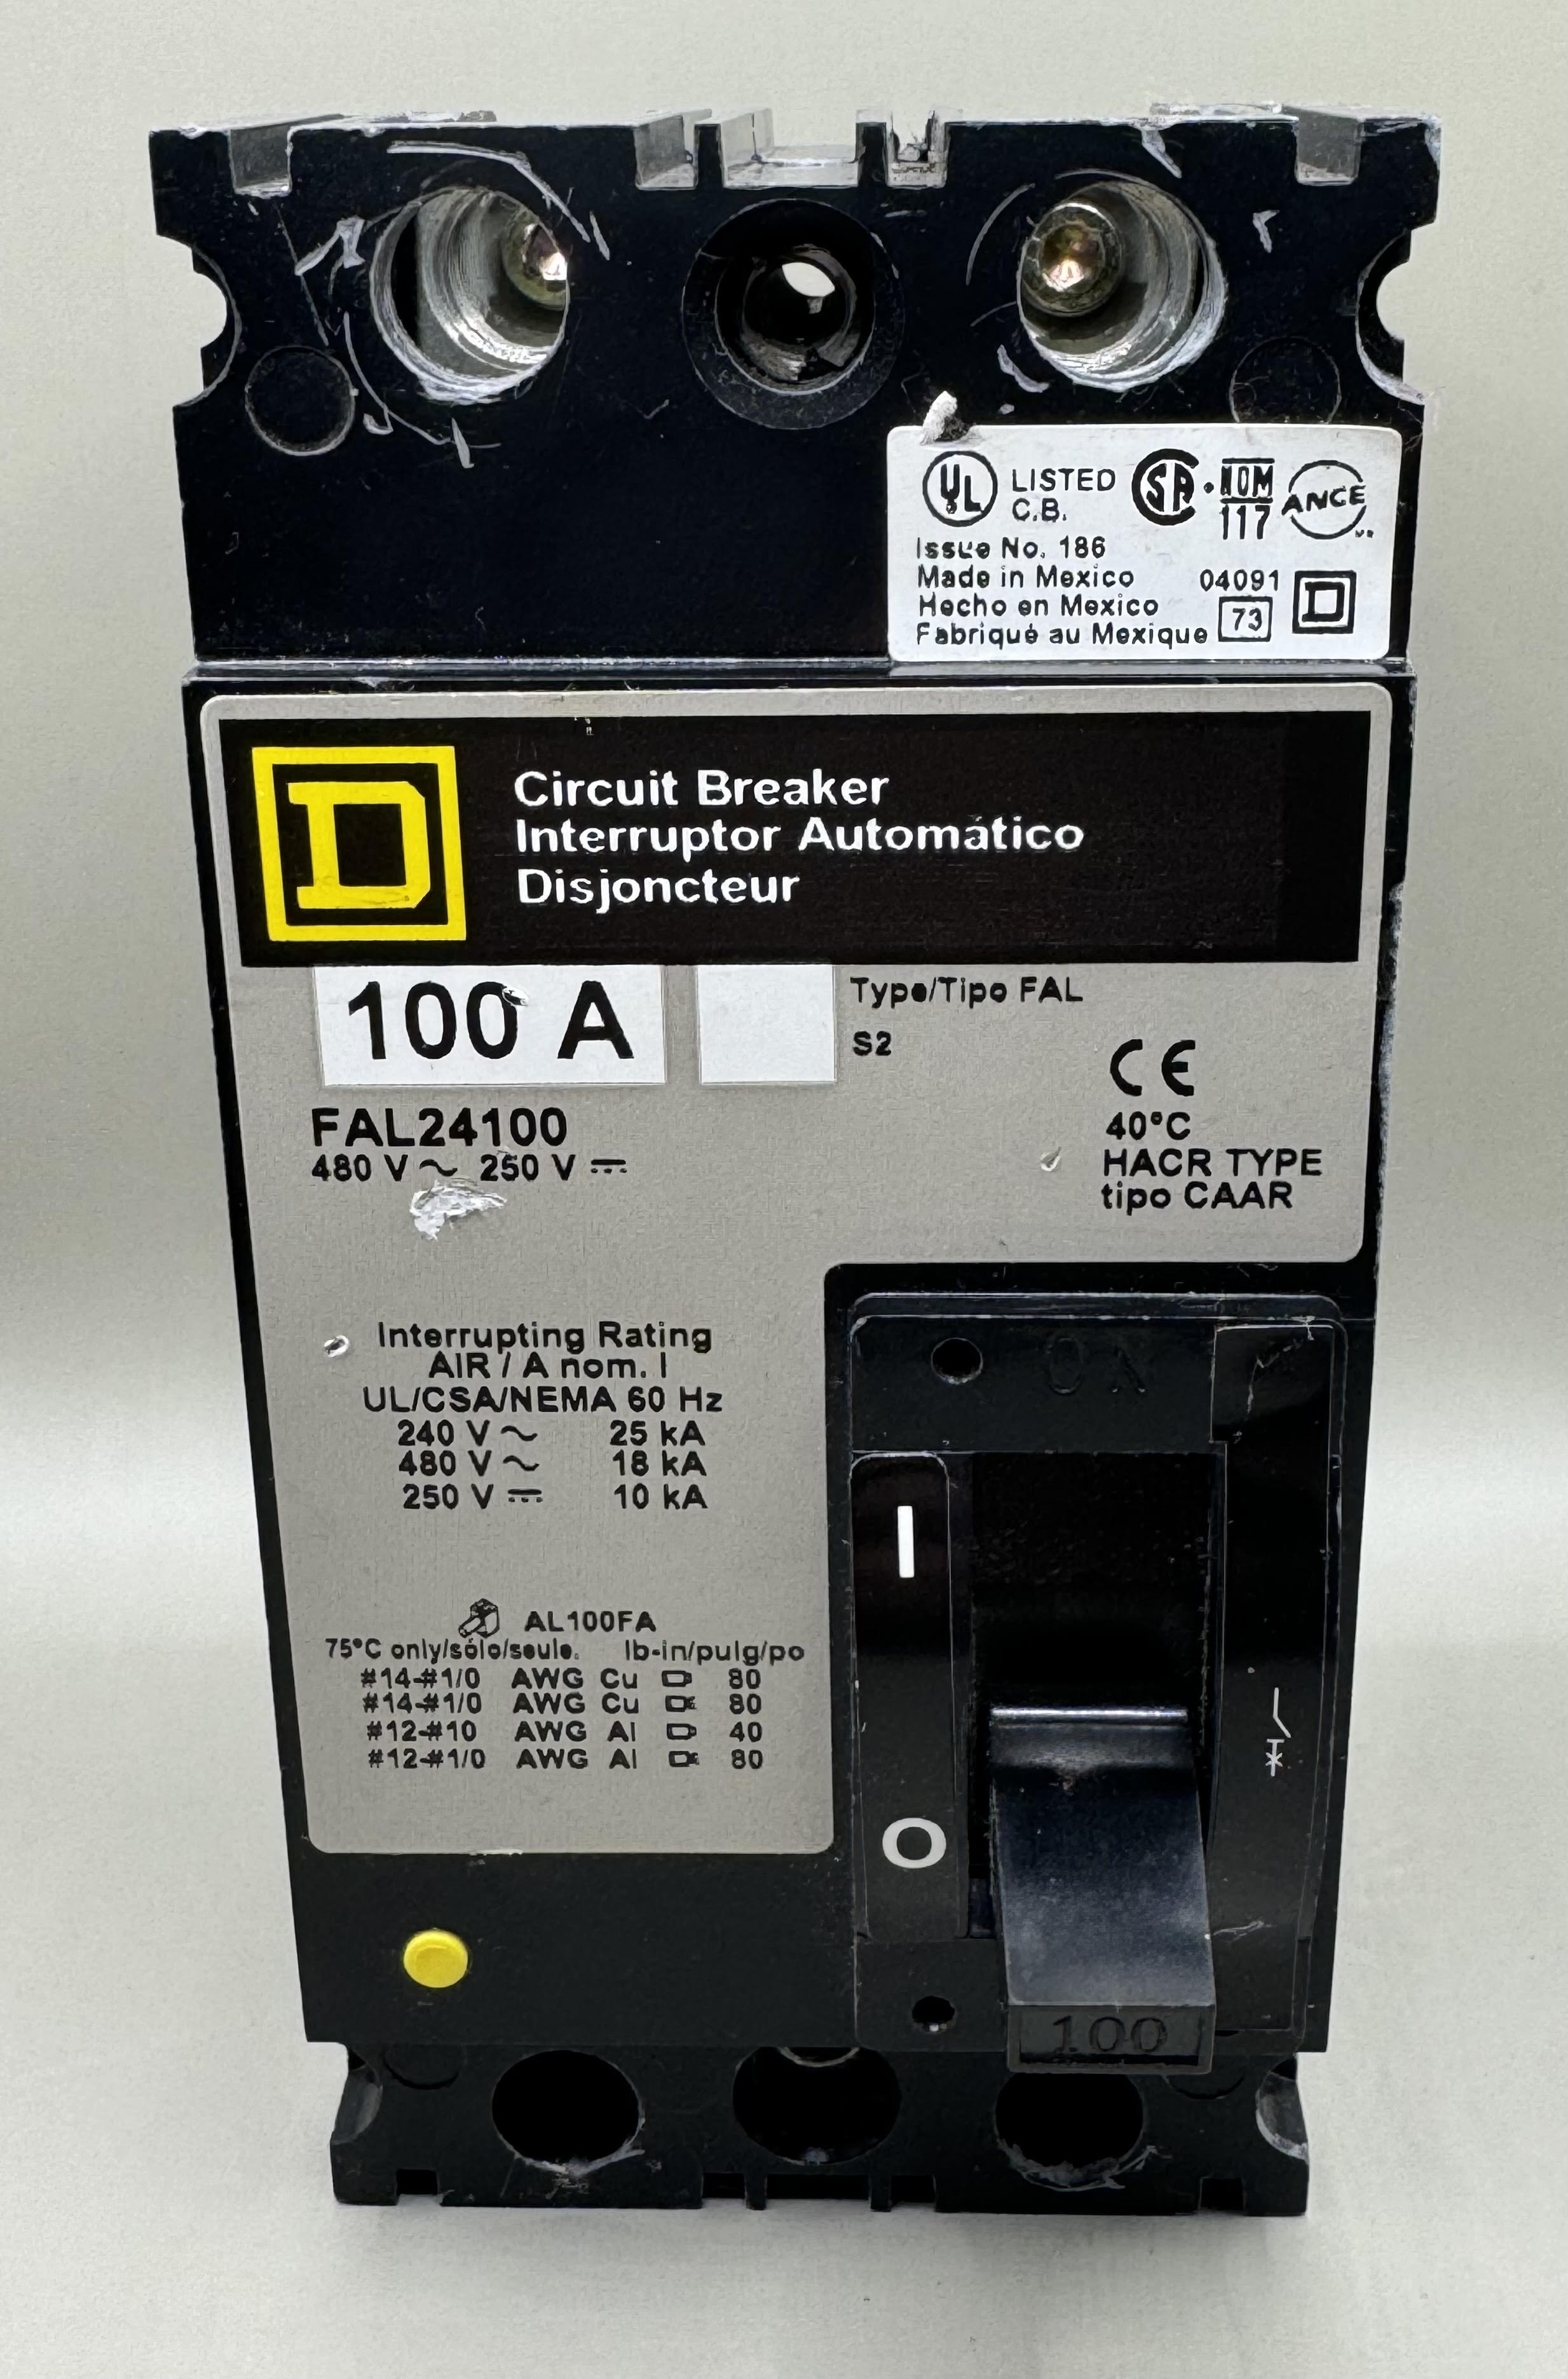 UL LISTED C.B. SA NOM 117 ANCE
Issue No. 186
Made in Mexico 04091
Hecho en Mexico 73 D
Fabriqué au Mexique
D
Circuit Breaker
Interruptor Automático
Disjoncteur
100 A
Type/Tipo FAL
S2
CE
FAL24100
480 V ~ 250 V ⎓
40°C
HACR TYPE
tipo CAAR
Interrupting Rating
AIR / A nom. I
UL/CSA/NEMA 60 Hz
240 V ~ 25 kA
480 V ~ 18 kA
250 V ⎓ 10 kA
AL100FA
75°C only/sólo/seule. lb-in/pulg/po
#14-#1/0 AWG Cu 80
#14-#1/0 AWG Cu 80
#12-#10 AWG Al 40
#12-#1/0 AWG Al 80
ON
I
O
100